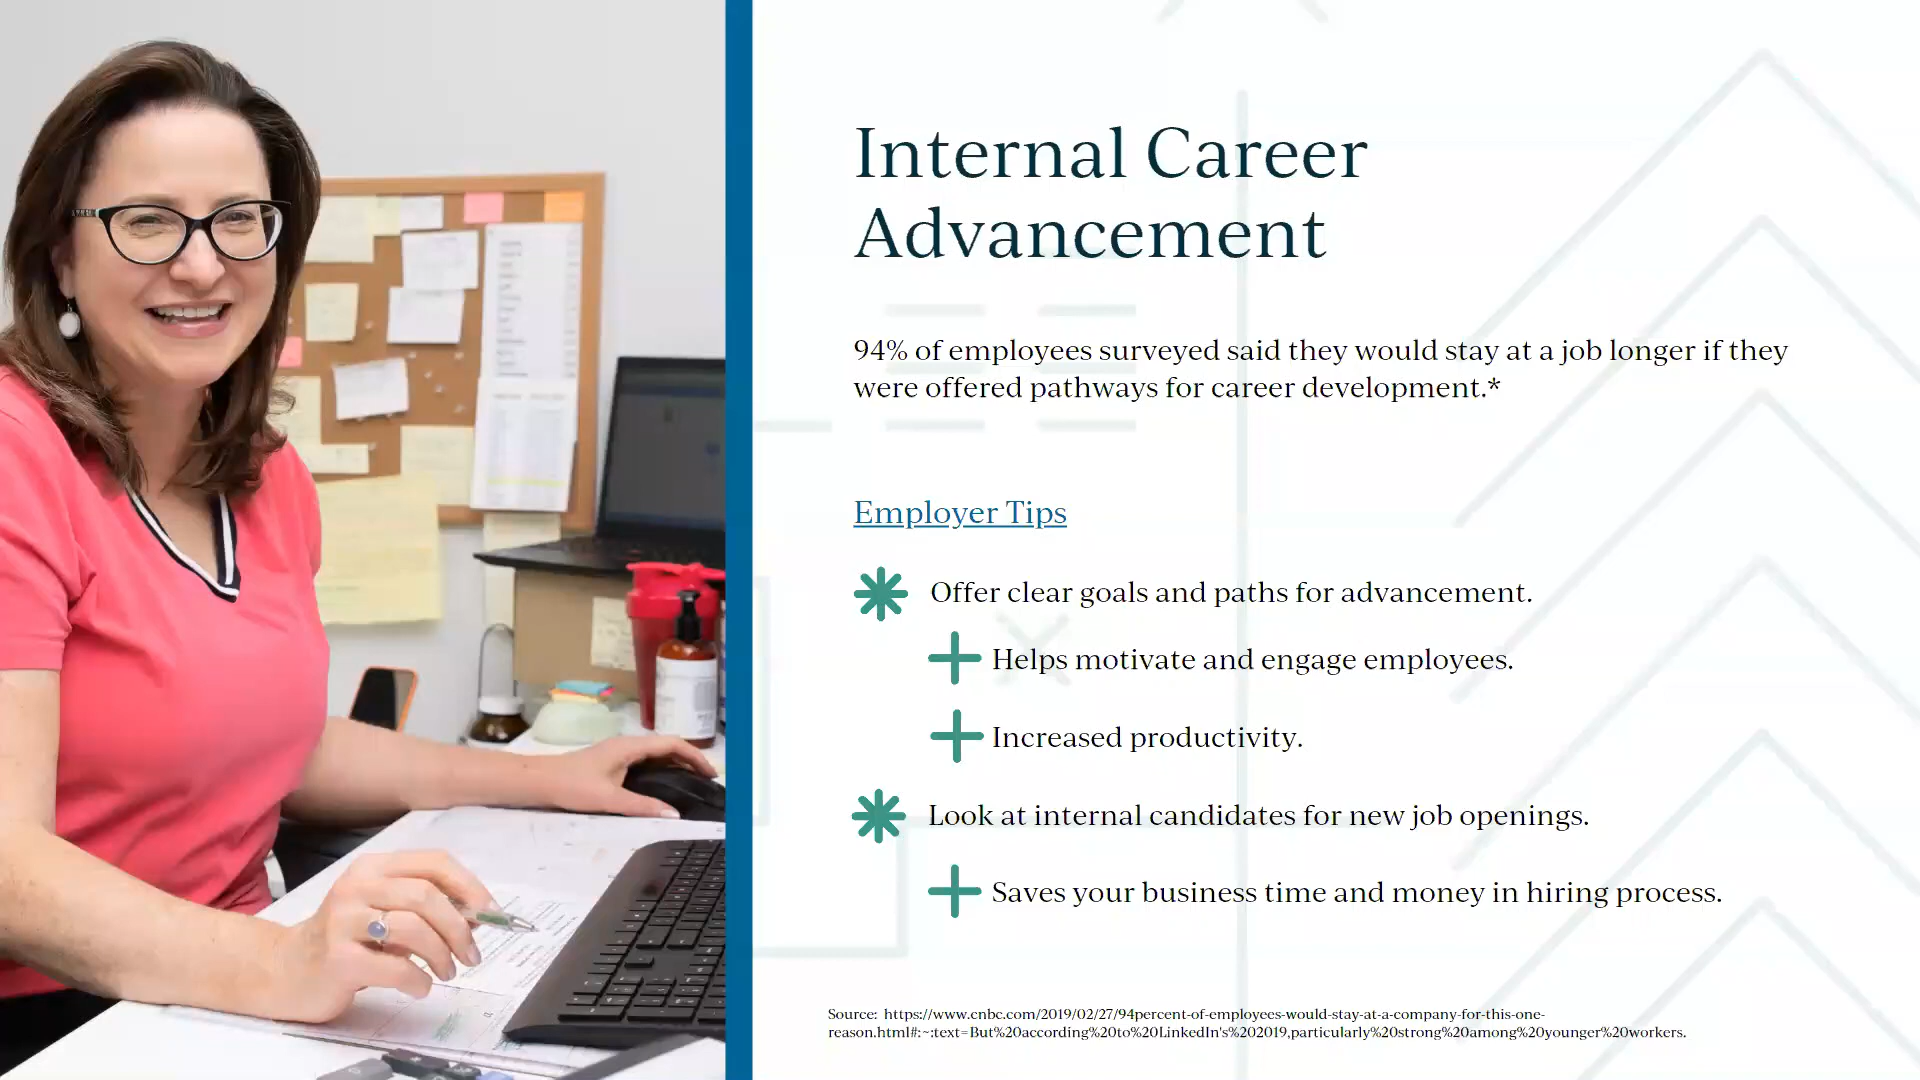 Internal Career
Advancement
94% of employees surveyed said they would stay at a job longer if they
were offered pathways for career development.*
Employer Tips
Offer clear goals and paths for advancement.
Helps motivate and engage employees.
Increased productivity.
Look at internal candidates for new job openings.
Saves your business time and money in hiring process.
Source: https://www.cnbc.com/2019/02/27/94percent-of-employees-would-stay-at-a-company-for-this-one-
reason.html#:~:text=But%20according%20to%20LinkedIn's%202019,particularly%20strong%20among%20younger%20workers.